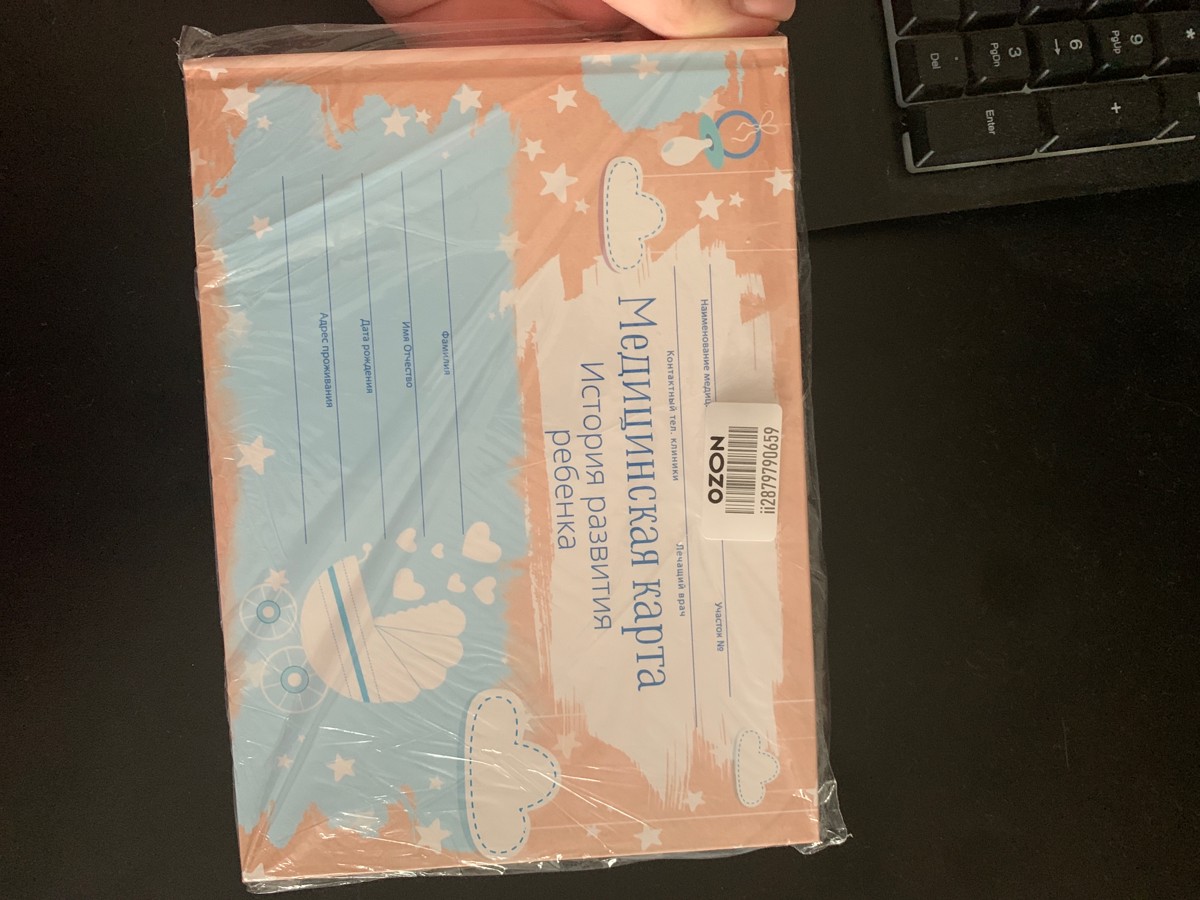 Наименование медиц
Участок №
Контактный тел. клиники
Лечащий врач
ii2879790659
OZON
Медицинская карта
История развития
ребенка
Фамилия
Имя Отчество
Дата рождения
Адрес проживания
*
9
PgUp
6
→
3
PgDn
.
Del
+
Enter